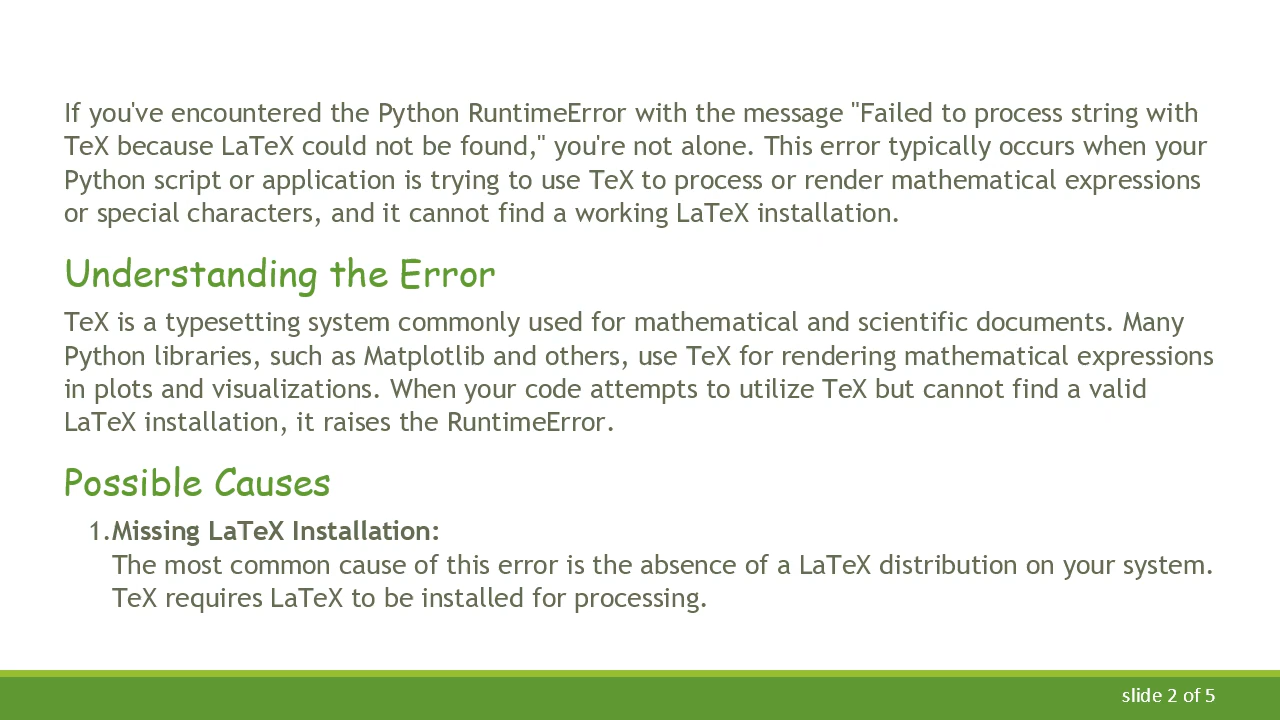 If you've encountered the Python RuntimeError with the message "Failed to process string with
TeX because LaTeX could not be found," you're not alone. This error typically occurs when your
Python script or application is trying to use TeX to process or render mathematical expressions
or special characters, and it cannot find a working LaTeX installation.
Understanding the Error
TeX is a typesetting system commonly used for mathematical and scientific documents. Many
Python libraries, such as Matplotlib and others, use TeX for rendering mathematical expressions
in plots and visualizations. When your code attempts to utilize TeX but cannot find a valid
LaTeX installation, it raises the RuntimeError.
Possible Causes
1.Missing LaTeX Installation:
The most common cause of this error is the absence of a LaTeX distribution on your system.
TeX requires LaTeX to be installed for processing.
slide 2 of 5